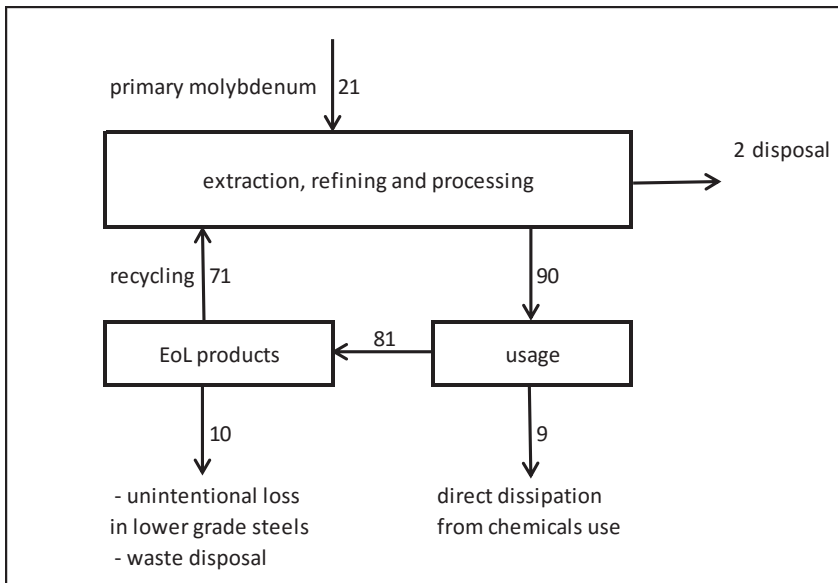 primary molybdenum 21
2 disposal
extraction, refining and processing
recycling 71
90
EoL products
81
usage
10
9
- unintentional loss
in lower grade steels
- waste disposal
direct dissipation
from chemicals use